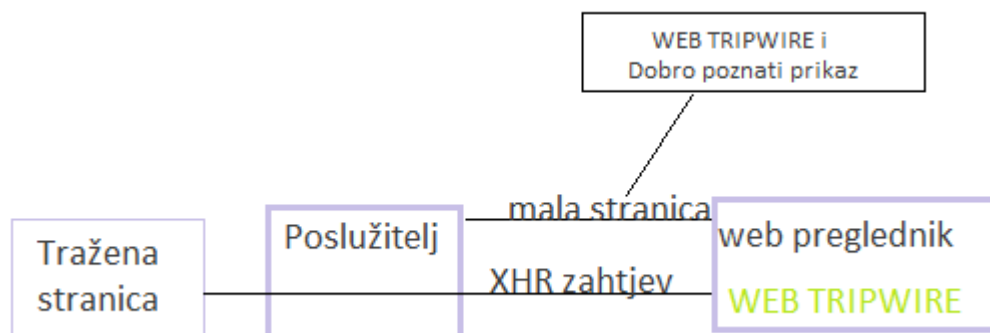 WEB TRIPWIRE i
Dobro poznati prikaz
mala stranica
Tražena
stranica
Poslužitelj
web preglednik
XHR zahtjev
WEB TRIPWIRE